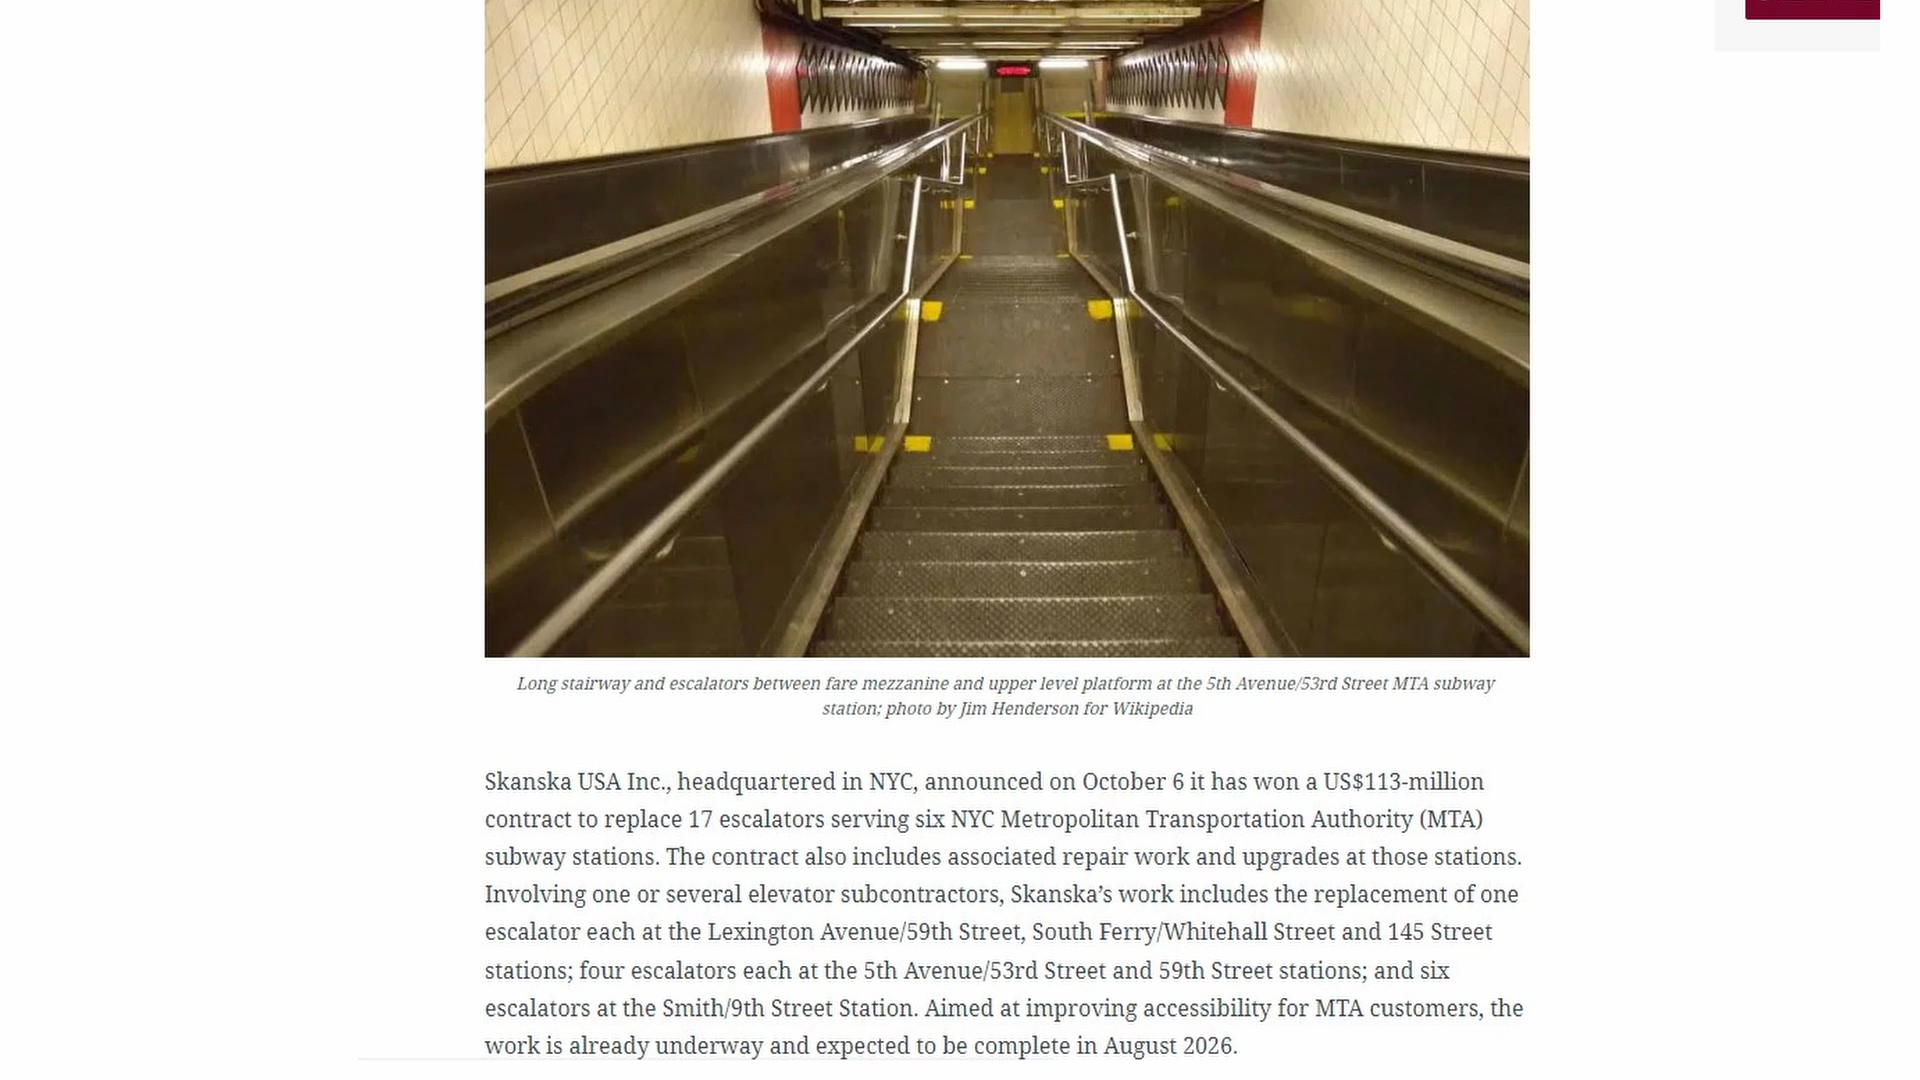 Long stairway and escalators between fare mezzanine and upper level platform at the 5th Avenue/53rd Street MTA subway
station; photo by Jim Henderson for Wikipedia
Skanska USA Inc., headquartered in NYC, announced on October 6 it has won a US$113-million
contract to replace 17 escalators serving six NYC Metropolitan Transportation Authority (MTA)
subway stations. The contract also includes associated repair work and upgrades at those stations.
Involving one or several elevator subcontractors, Skanska’s work includes the replacement of one
escalator each at the Lexington Avenue/59th Street, South Ferry/Whitehall Street and 145 Street
stations; four escalators each at the 5th Avenue/53rd Street and 59th Street stations; and six
escalators at the Smith/9th Street Station. Aimed at improving accessibility for MTA customers, the
work is already underway and expected to be complete in August 2026.